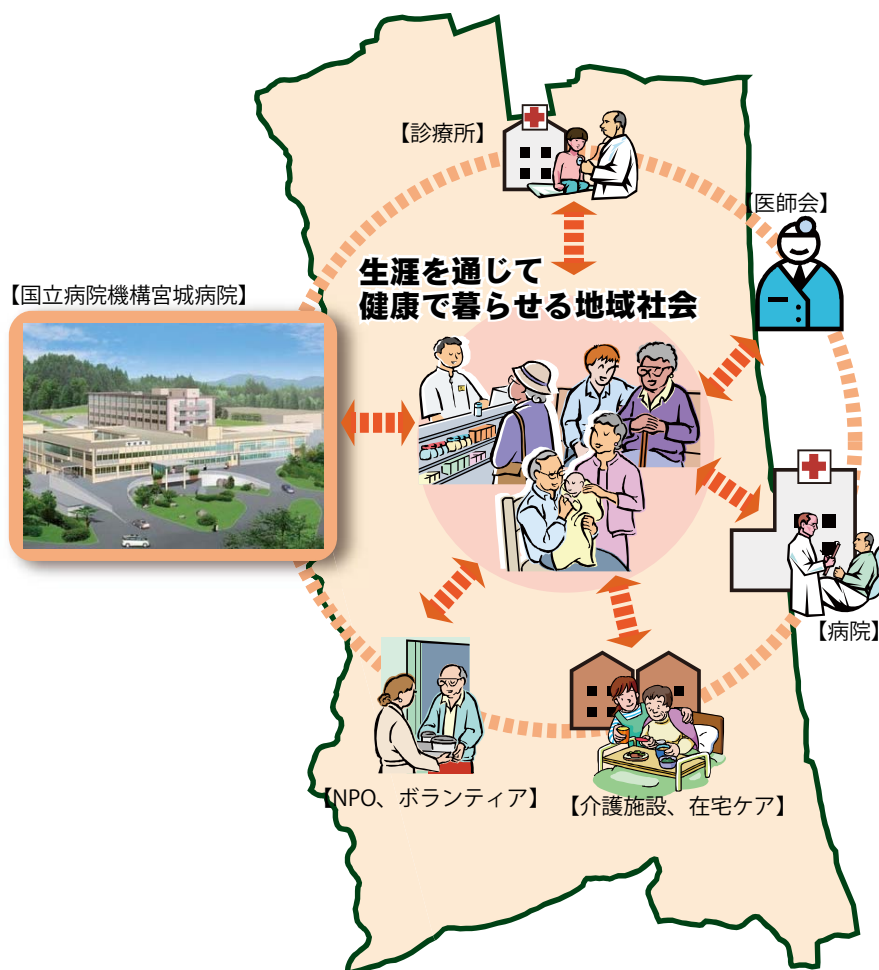 【診療所】
【医師会】
生涯を通じて
健康で暮らせる地域社会
【国立病院機構宮城病院】
【病院】
【NPO、ボランティア】
【介護施設、在宅ケア】